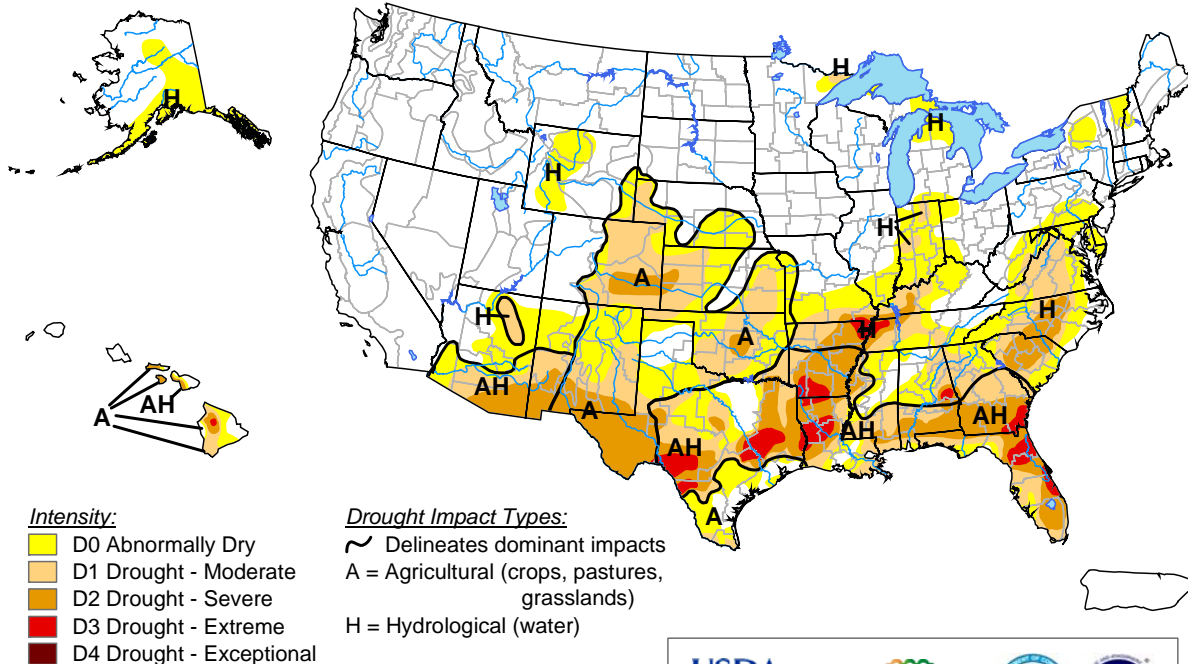 H
H
H
H
H
H
A
A
H
H
AH
A
AH
A
AH
AH
AH
A
A
Intensity:
D0 Abnormally Dry
D1 Drought - Moderate
D2 Drought - Severe
D3 Drought - Extreme
D4 Drought - Exceptional
Drought Impact Types:
Delineates dominant impacts
A = Agricultural (crops, pastures,
grasslands)
H = Hydrological (water)
USDA